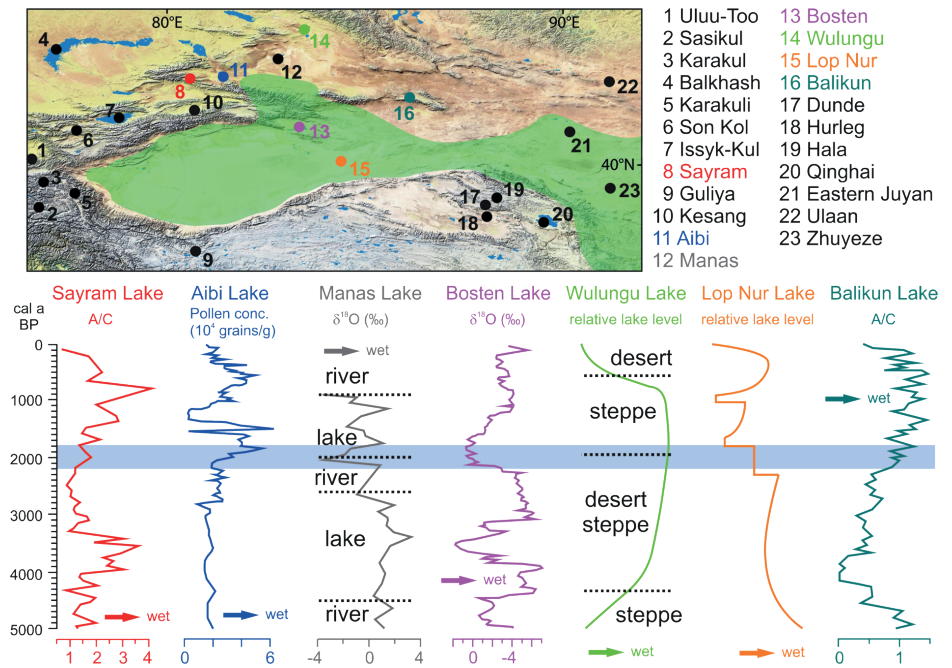 80°E
90°E
40°N
4
14
12
11
8
22
16
10
7
6
13
21
1
15
3
5
2
17
19
18
20
23
9
1 Uluu-Too
2 Sasikul
3 Karakul
4 Balkhash
5 Karakuli
6 Son Kol
7 Issyk-Kul
8 Sayram
9 Guliya
10 Kesang
11 Aibi
12 Manas
13 Bosten
14 Wulungu
15 Lop Nur
16 Balikun
17 Dunde
18 Hurleg
19 Hala
20 Qinghai
21 Eastern Juyan
22 Ulaan
23 Zhuyeze
cal a
BP
0
1000
2000
3000
4000
5000
Sayram Lake
A/C
wet
1 2 3 4
Aibi Lake
Pollen conc.
(10⁴ grains/g)
wet
0 6
Manas Lake
δ¹⁸O (‰)
wet
river
lake
river
lake
river
-4 0 4
Bosten Lake
δ¹⁸O (‰)
wet
0 -4
Wulungu Lake
relative lake level
desert
steppe
desert
steppe
steppe
wet
Lop Nur Lake
relative lake level
wet
Balikun Lake
A/C
wet
0 1